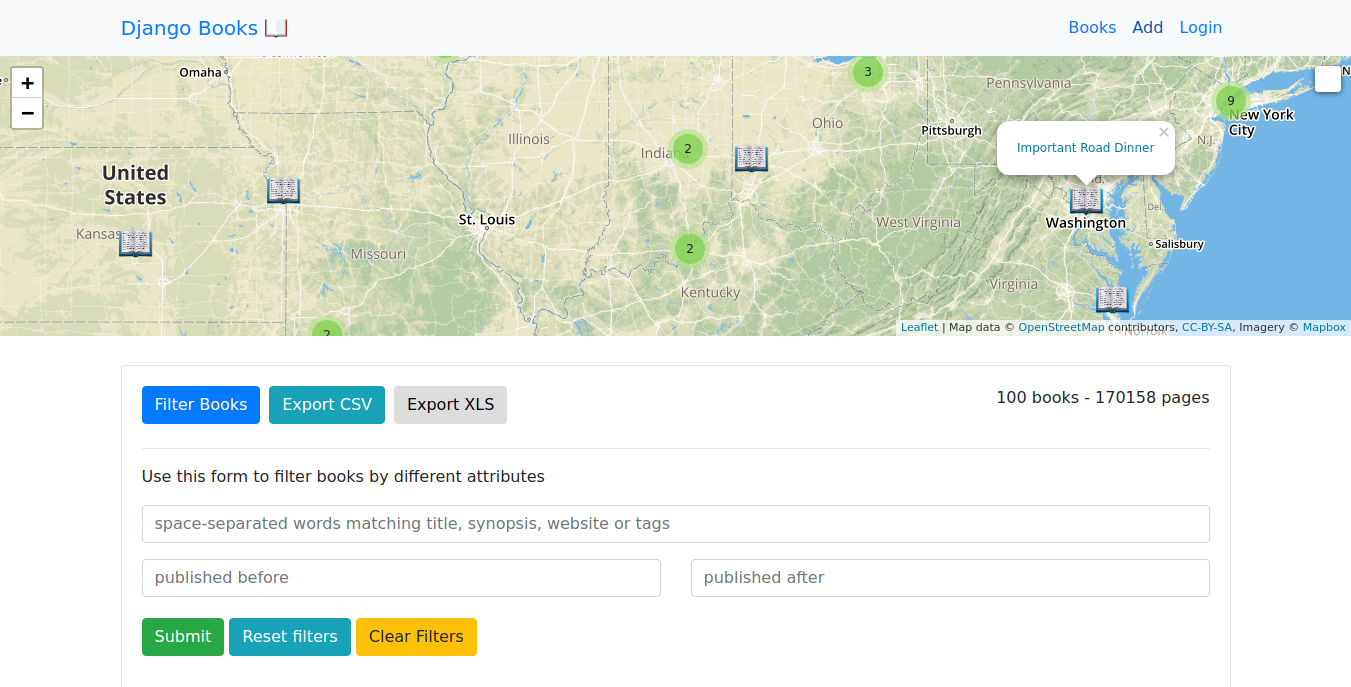 Django Books
Books Add Login
+
−
Omaha
United
States
Kansas
Missouri
St. Louis
Illinois
2
2
2
Kentucky
Ohio
3
Pennsylvania
Pittsburgh
West Virginia
Important Road Dinner
×
Washington
Virginia
Salisbury
Del.
N.J.
9
New York
City
Leaflet | Map data © OpenStreetMap contributors, CC-BY-SA, Imagery © Mapbox
Filter Books Export CSV Export XLS
100 books - 170158 pages
Use this form to filter books by different attributes
space-separated words matching title, synopsis, website or tags
published before
published after
Submit Reset filters Clear Filters